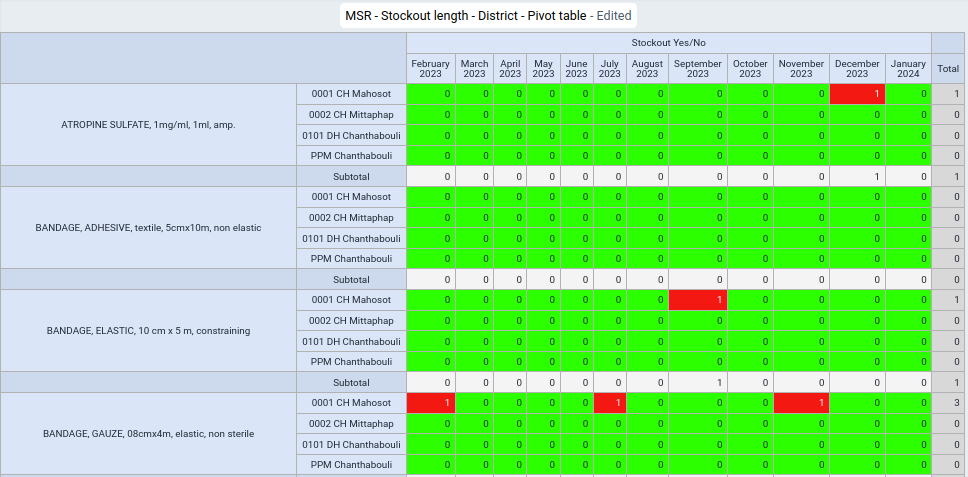 MSR - Stockout length - District - Pivot table - Edited
Stockout Yes/No
February 2023 March 2023 April 2023 May 2023 June 2023 July 2023 August 2023 September 2023 October 2023 November 2023 December 2023 January 2024 Total
ATROPINE SULFATE, 1mg/ml, 1ml, amp.
0001 CH Mahosot 0 0 0 0 0 0 0 0 0 0 1 0 1
0002 CH Mittaphap 0 0 0 0 0 0 0 0 0 0 0 0 0
0101 DH Chanthabouli 0 0 0 0 0 0 0 0 0 0 0 0 0
PPM Chanthabouli 0 0 0 0 0 0 0 0 0 0 0 0 0
Subtotal 0 0 0 0 0 0 0 0 0 0 1 0 1
BANDAGE, ADHESIVE, textile, 5cmx10m, non elastic
0001 CH Mahosot 0 0 0 0 0 0 0 0 0 0 0 0 0
0002 CH Mittaphap 0 0 0 0 0 0 0 0 0 0 0 0 0
0101 DH Chanthabouli 0 0 0 0 0 0 0 0 0 0 0 0 0
PPM Chanthabouli 0 0 0 0 0 0 0 0 0 0 0 0 0
Subtotal 0 0 0 0 0 0 0 0 0 0 0 0 0
BANDAGE, ELASTIC, 10 cm x 5 m, constraining
0001 CH Mahosot 0 0 0 0 0 0 0 1 0 0 0 0 1
0002 CH Mittaphap 0 0 0 0 0 0 0 0 0 0 0 0 0
0101 DH Chanthabouli 0 0 0 0 0 0 0 0 0 0 0 0 0
PPM Chanthabouli 0 0 0 0 0 0 0 0 0 0 0 0 0
Subtotal 0 0 0 0 0 0 0 1 0 0 0 0 1
BANDAGE, GAUZE, 08cmx4m, elastic, non sterile
0001 CH Mahosot 1 0 0 0 0 1 0 0 0 1 0 0 3
0002 CH Mittaphap 0 0 0 0 0 0 0 0 0 0 0 0 0
0101 DH Chanthabouli 0 0 0 0 0 0 0 0 0 0 0 0 0
PPM Chanthabouli 0 0 0 0 0 0 0 0 0 0 0 0 0